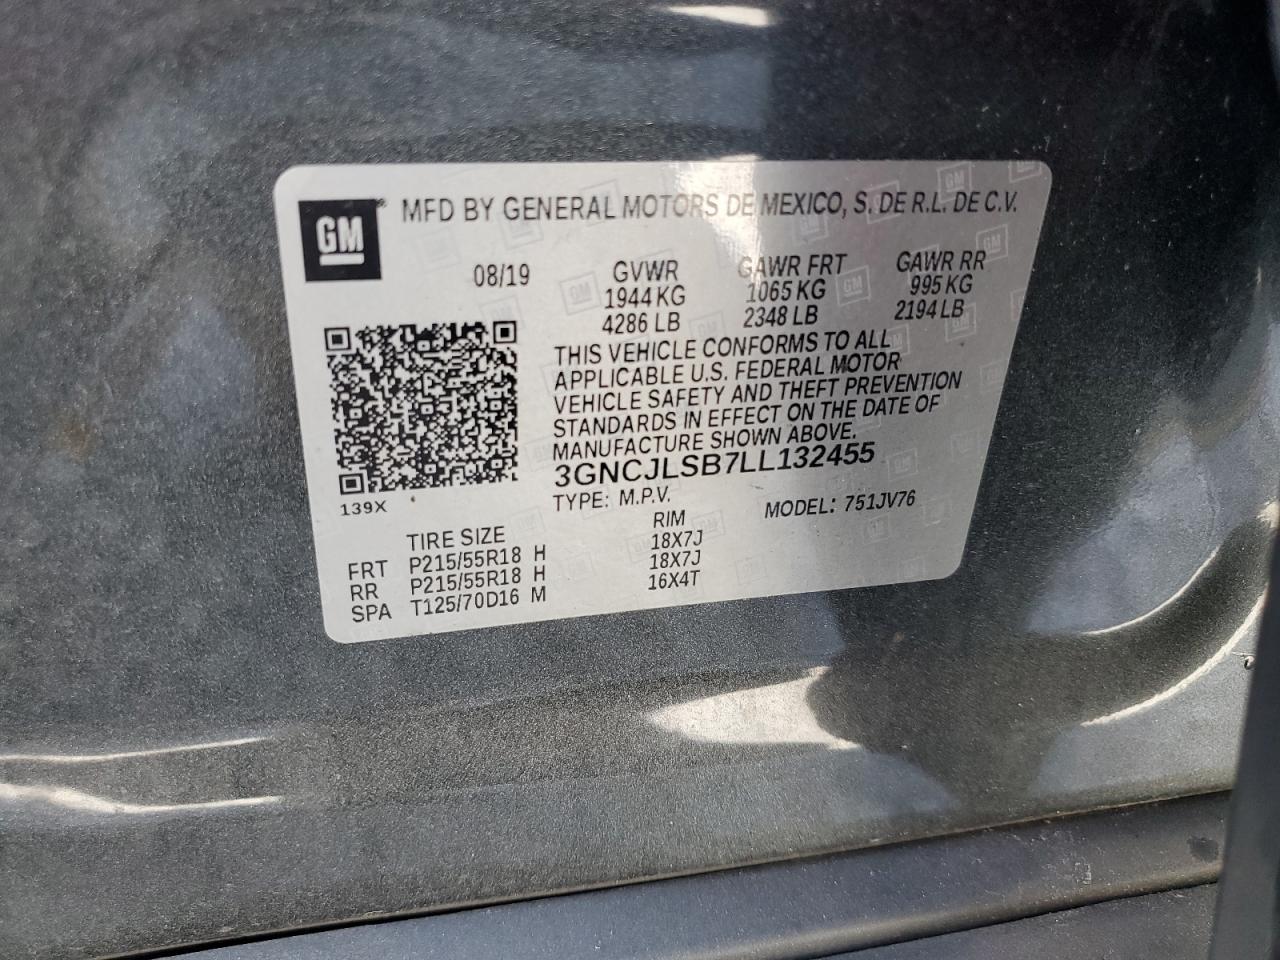 GM
MFD BY GENERAL MOTORS DE MEXICO, S. DE R.L. DE C.V.
08/19 GVWR GAWR FRT GAWR RR
1944 KG 1065 KG 995 KG
4286 LB 2348 LB 2194 LB
THIS VEHICLE CONFORMS TO ALL
APPLICABLE U.S. FEDERAL MOTOR
VEHICLE SAFETY AND THEFT PREVENTION
STANDARDS IN EFFECT ON THE DATE OF
MANUFACTURE SHOWN ABOVE.
3GNCJLSB7LL132455
139X TYPE: M.P.V. MODEL: 751JV76
TIRE SIZE RIM
FRT P215/55R18 H 18X7J
RR P215/55R18 H 18X7J
SPA T125/70D16 M 16X4T